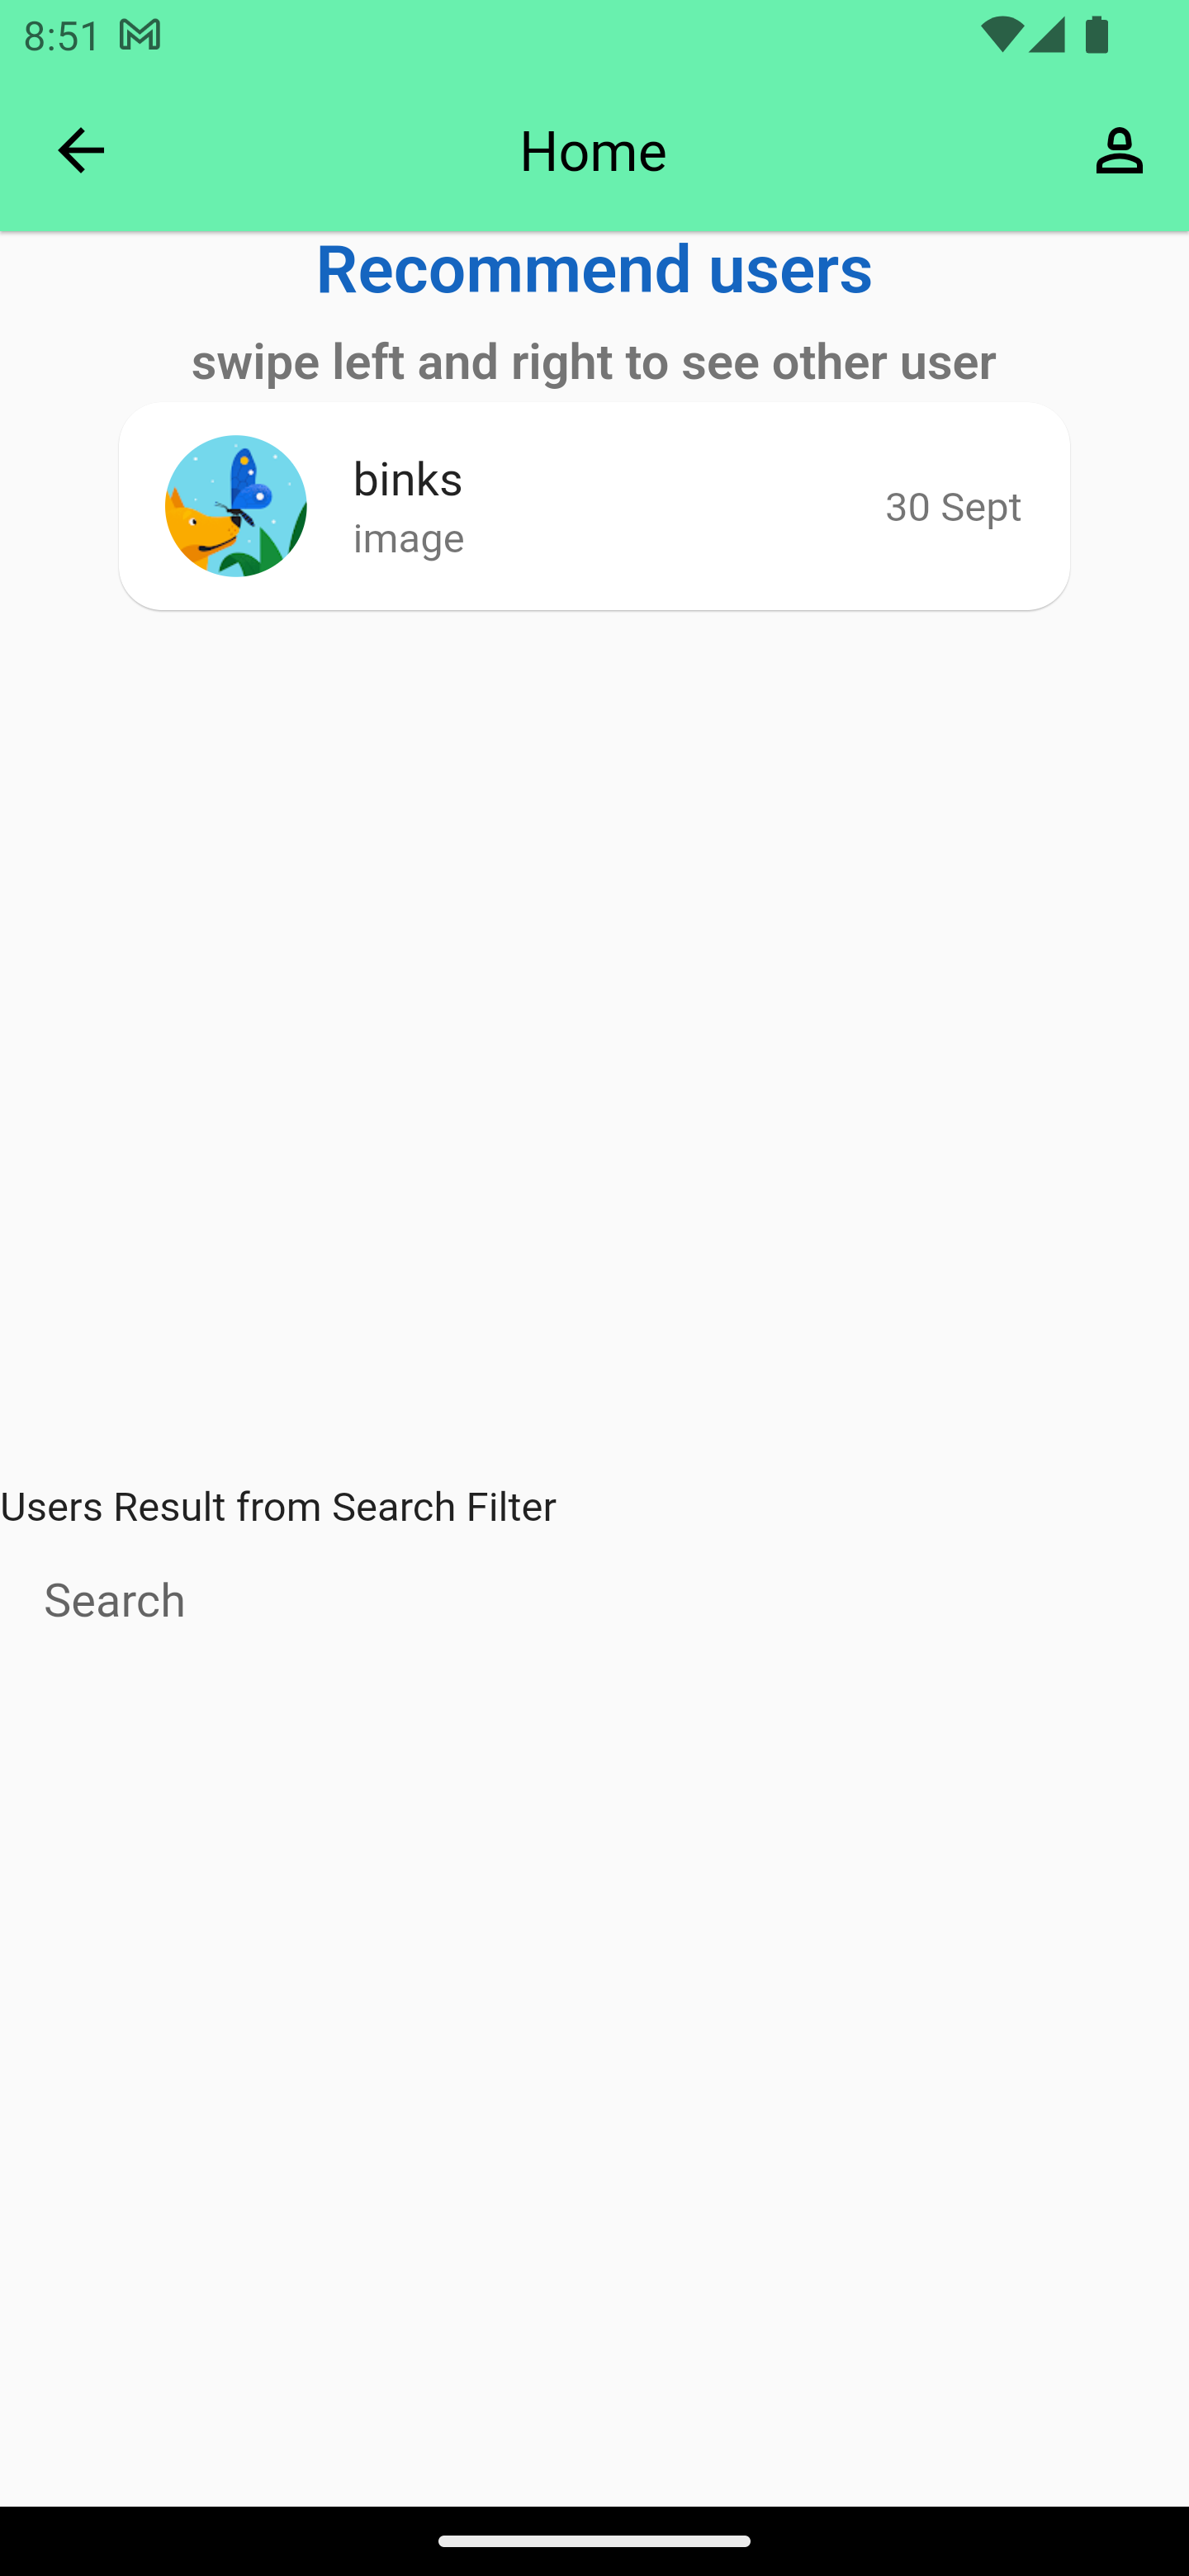 8:51
Home
Recommend users
swipe left and right to see other user
binks
image
30 Sept
Users Result from Search Filter
Search